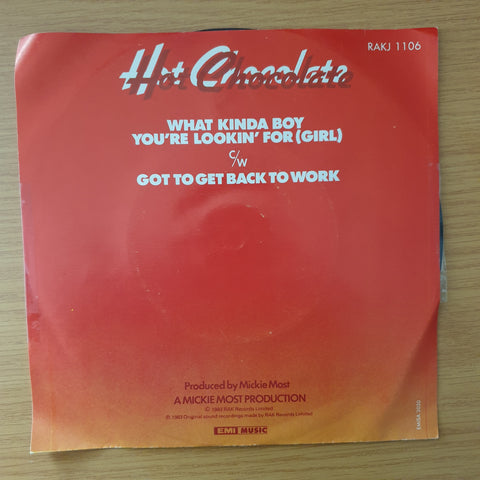 RAKJ 1106
Hot Chocolate
WHAT KINDA BOY
YOU'RE LOOKIN' FOR (GIRL)
c/w
GOT TO GET BACK TO WORK
Produced by Mickie Most
A MICKIE MOST PRODUCTION
© 1983 RAK Records Limited
℗ 1983 Original sound recordings made by RAK Records Limited
EMI MUSIC